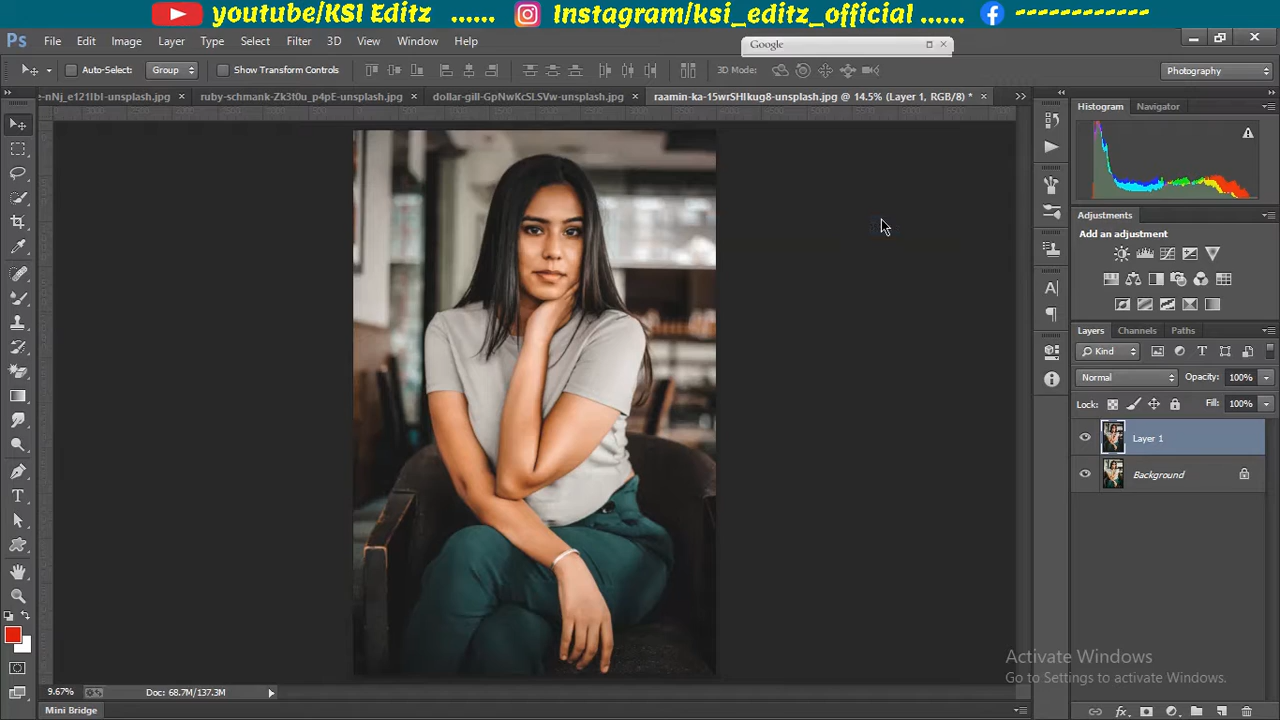 youtube/KSI Editz ...... Instagram/ksi_editz_official ...... -----------
Ps File Edit Image Layer Type Select Filter 3D View Window Help
Google
Auto-Select: Group Show Transform Controls 3D Mode: Photography
e-nNj_e121bI-unsplash.jpg × ruby-schmank-Zk3t0u_p4pE-unsplash.jpg × dollar-gill-GpNwKcSLSVw-unsplash.jpg × raamin-ka-15wrSHIkug8-unsplash.jpg @ 14.5% (Layer 1, RGB/8) * ×
Histogram Navigator
Adjustments
Add an adjustment
Layers Channels Paths
Kind
Normal Opacity: 100%
Lock: Fill: 100%
Layer 1
Background
Activate Windows
Go to Settings to activate Windows.
9.67% Doc: 68.7M/137.3M
Mini Bridge